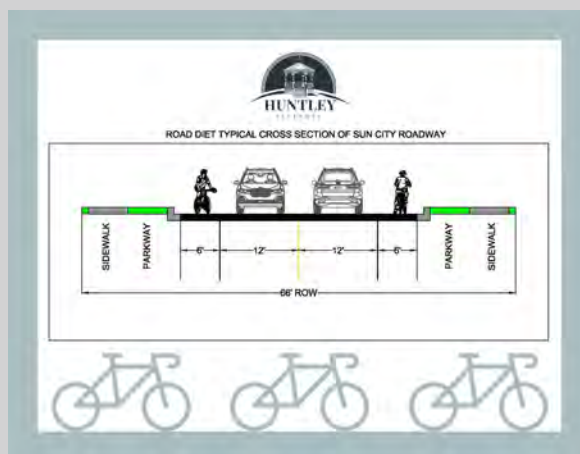 HUNTLEY
ILLINOIS
ROAD DIET TYPICAL CROSS SECTION OF SUN CITY ROADWAY
SIDEWALK
PARKWAY
6'
12'
12'
6'
PARKWAY
SIDEWALK
66' ROW